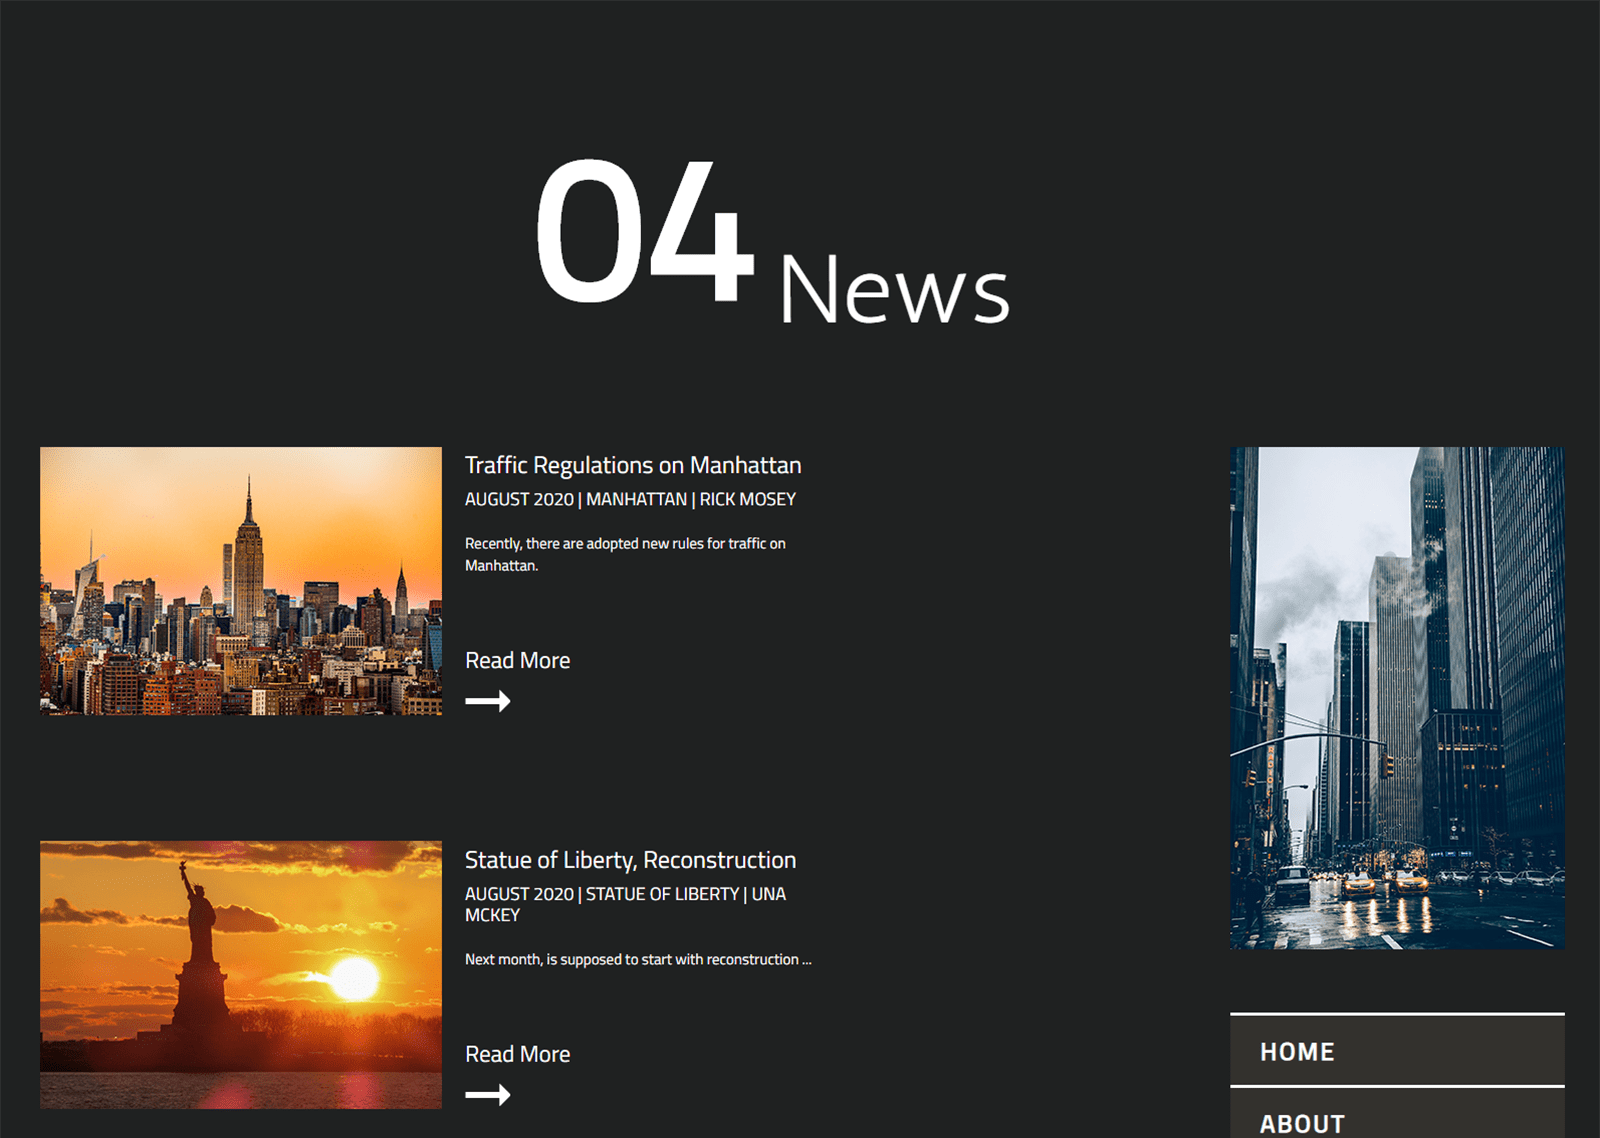 04 News
Traffic Regulations on Manhattan
AUGUST 2020 | MANHATTAN | RICK MOSEY
Recently, there are adopted new rules for traffic on
Manhattan.
Read More
Statue of Liberty, Reconstruction
AUGUST 2020 | STATUE OF LIBERTY | UNA
MCKEY
Next month, is supposed to start with reconstruction ...
Read More
HOME
ABOUT